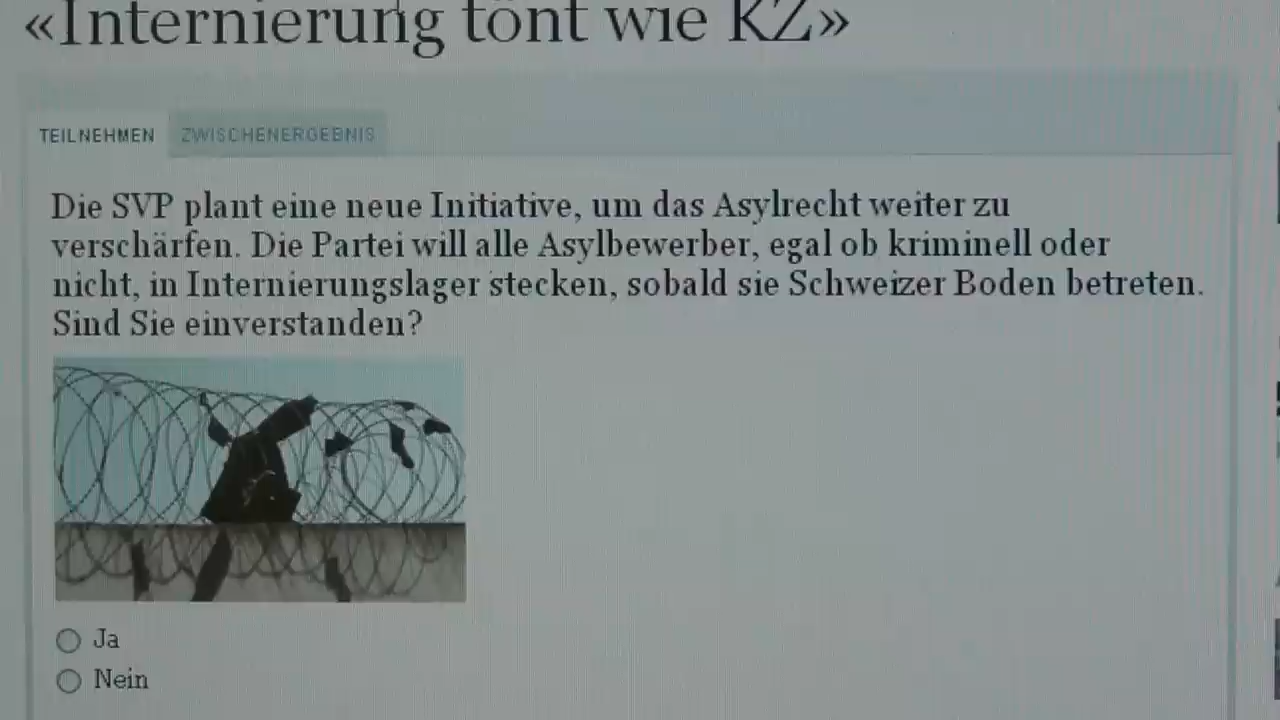 «Internierung tönt wie KZ»
TEILNEHMEN ZWISCHENERGEBNIS
Die SVP plant eine neue Initiative, um das Asylrecht weiter zu
verschärfen. Die Partei will alle Asylbewerber, egal ob kriminell oder
nicht, in Internierungslager stecken, sobald sie Schweizer Boden betreten.
Sind Sie einverstanden?
Ja
Nein